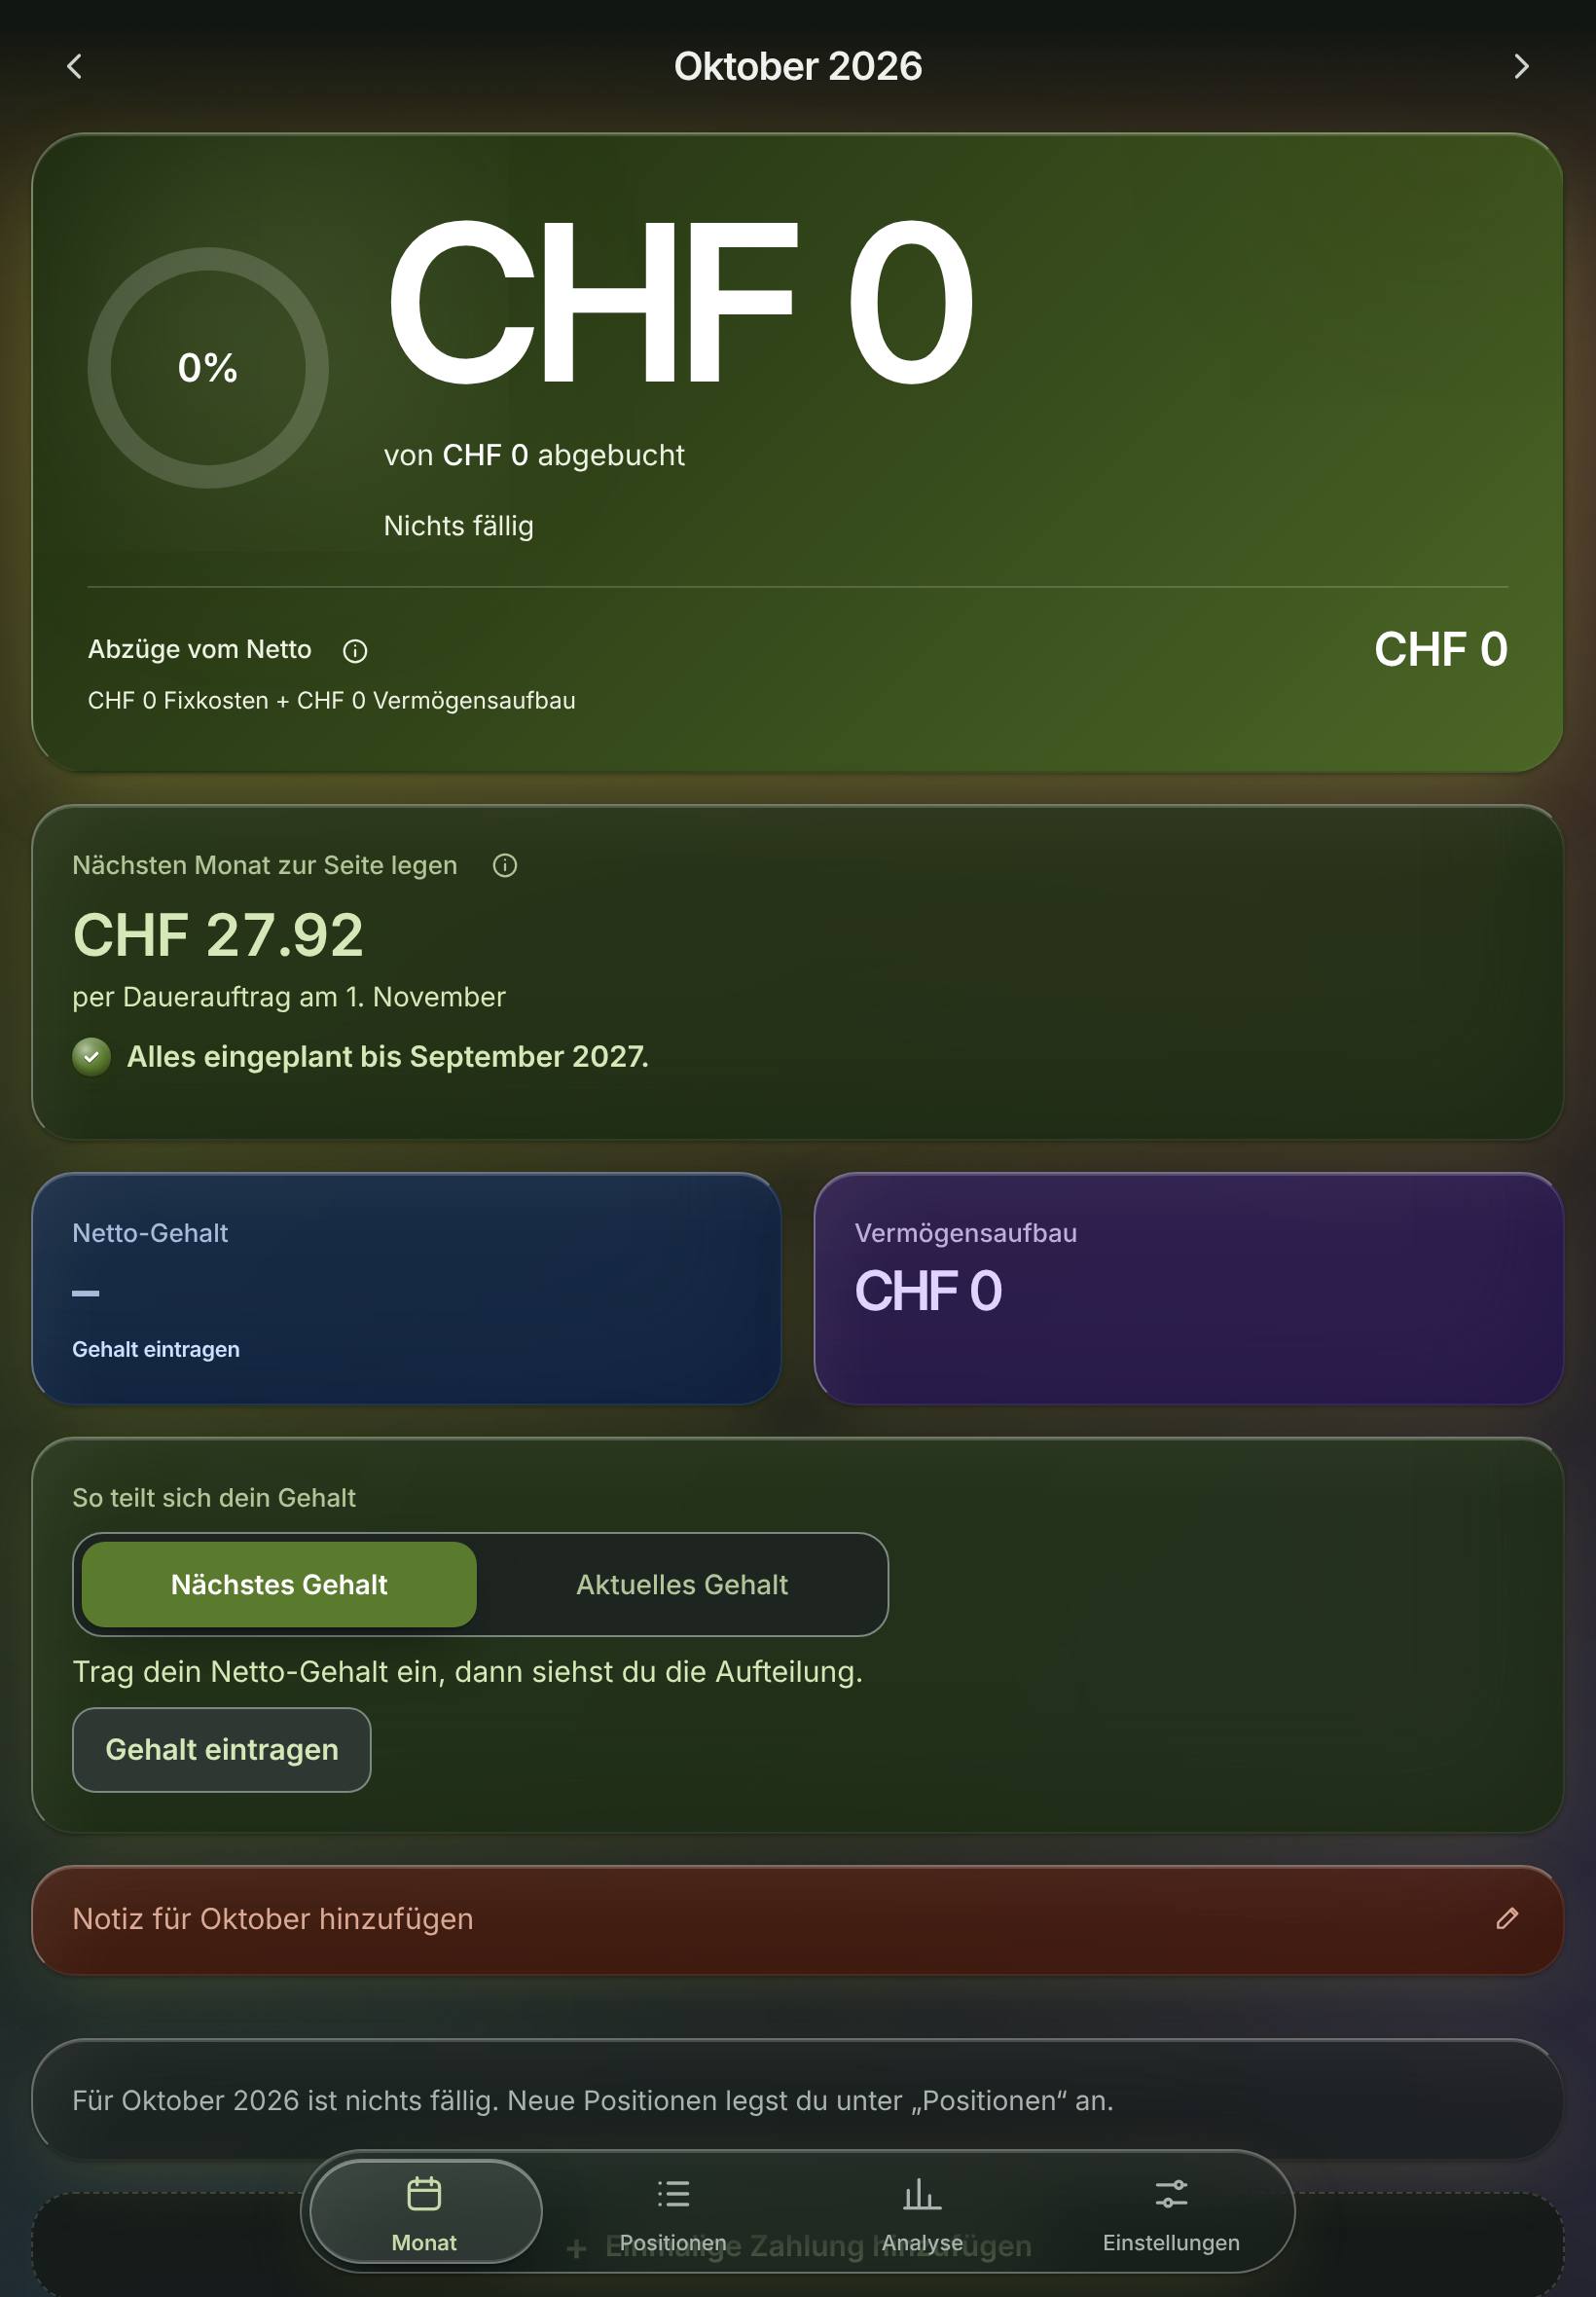 Oktober 2026
0%
CHF 0
von CHF 0 abgebucht
Nichts fällig
Abzüge vom Netto
CHF 0
CHF 0 Fixkosten + CHF 0 Vermögensaufbau
Nächsten Monat zur Seite legen
CHF 27.92
per Dauerauftrag am 1. November
Alles eingeplant bis September 2027.
Netto-Gehalt
–
Gehalt eintragen
Vermögensaufbau
CHF 0
So teilt sich dein Gehalt
Nächstes Gehalt
Aktuelles Gehalt
Trag dein Netto-Gehalt ein, dann siehst du die Aufteilung.
Gehalt eintragen
Notiz für Oktober hinzufügen
Für Oktober 2026 ist nichts fällig. Neue Positionen legst du unter „Positionen“ an.
+ Einmalige Zahlung hinzufügen
Monat
Positionen
Analyse
Einstellungen